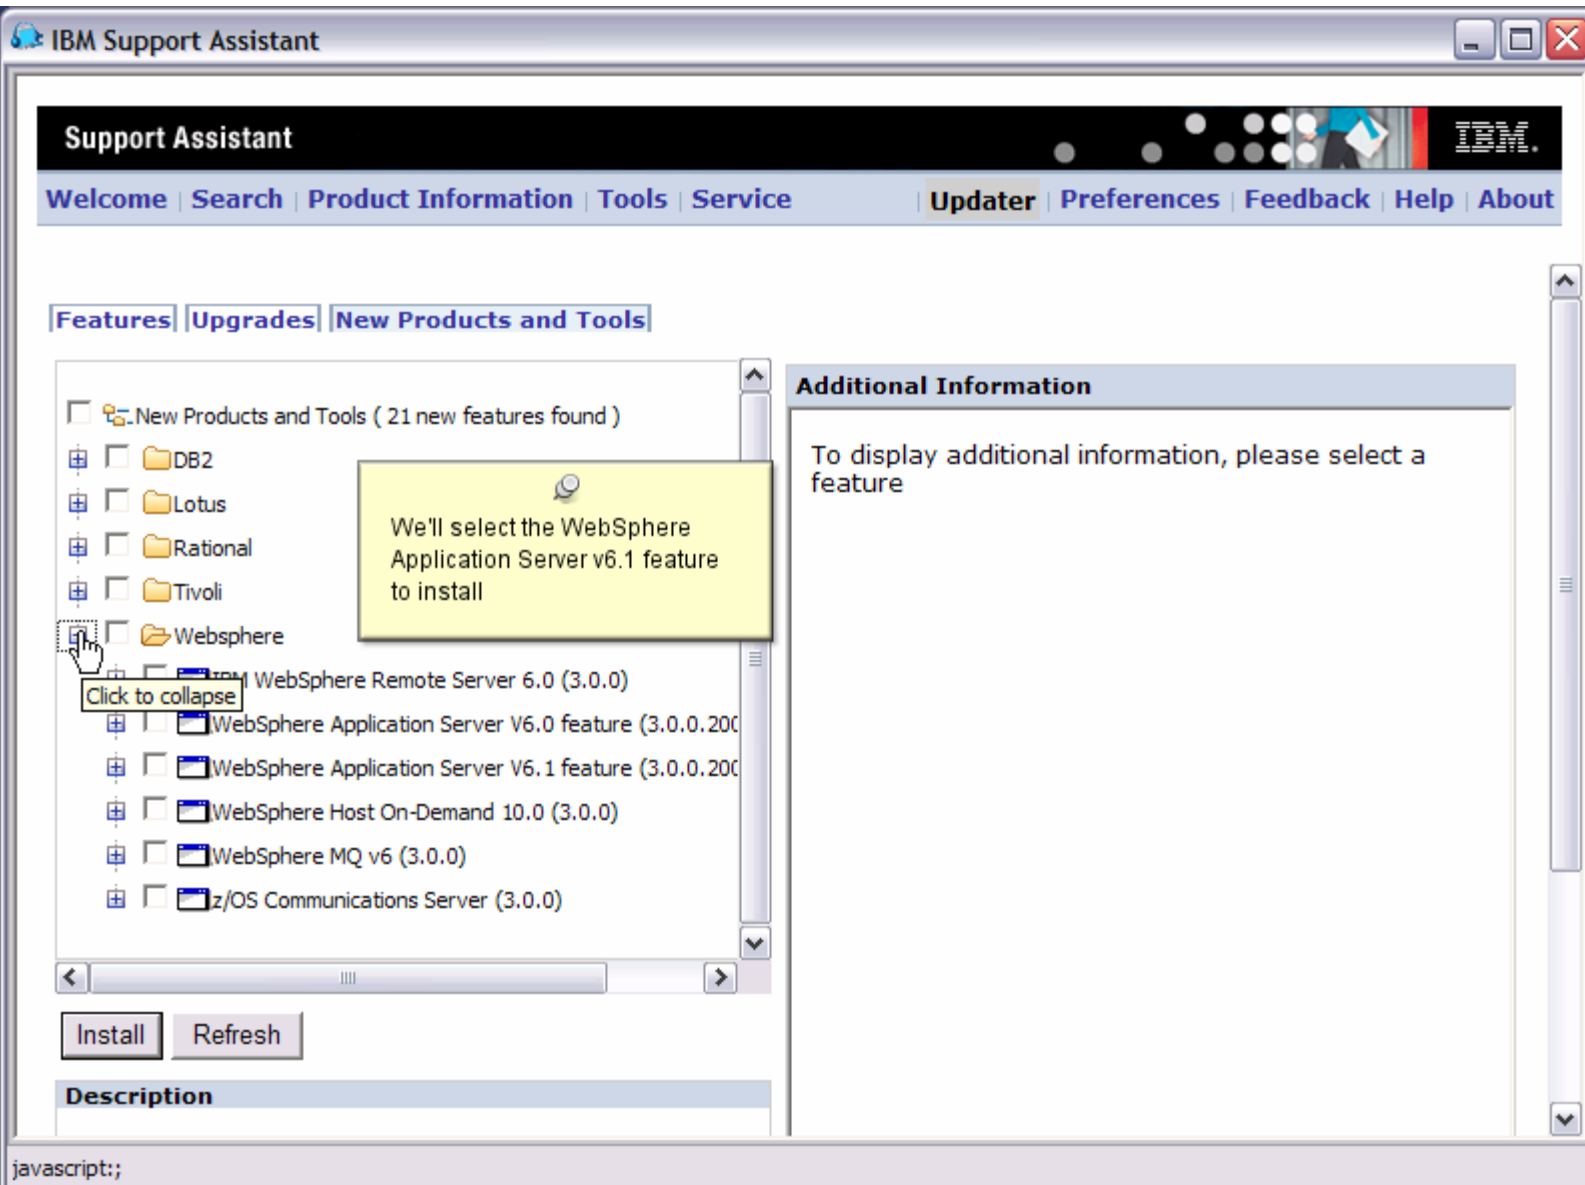 IBM Support Assistant
Support Assistant
IBM.
Welcome | Search | Product Information | Tools | Service | Updater | Preferences | Feedback | Help | About
Features Upgrades New Products and Tools
New Products and Tools ( 21 new features found )
DB2
Lotus
Rational
Tivoli
Websphere
IBM WebSphere Remote Server 6.0 (3.0.0)
Click to collapse
WebSphere Application Server V6.0 feature (3.0.0.200
WebSphere Application Server V6.1 feature (3.0.0.200
WebSphere Host On-Demand 10.0 (3.0.0)
WebSphere MQ v6 (3.0.0)
z/OS Communications Server (3.0.0)
We'll select the WebSphere
Application Server v6.1 feature
to install
Install Refresh
Description
Additional Information
To display additional information, please select a
feature
javascript:;